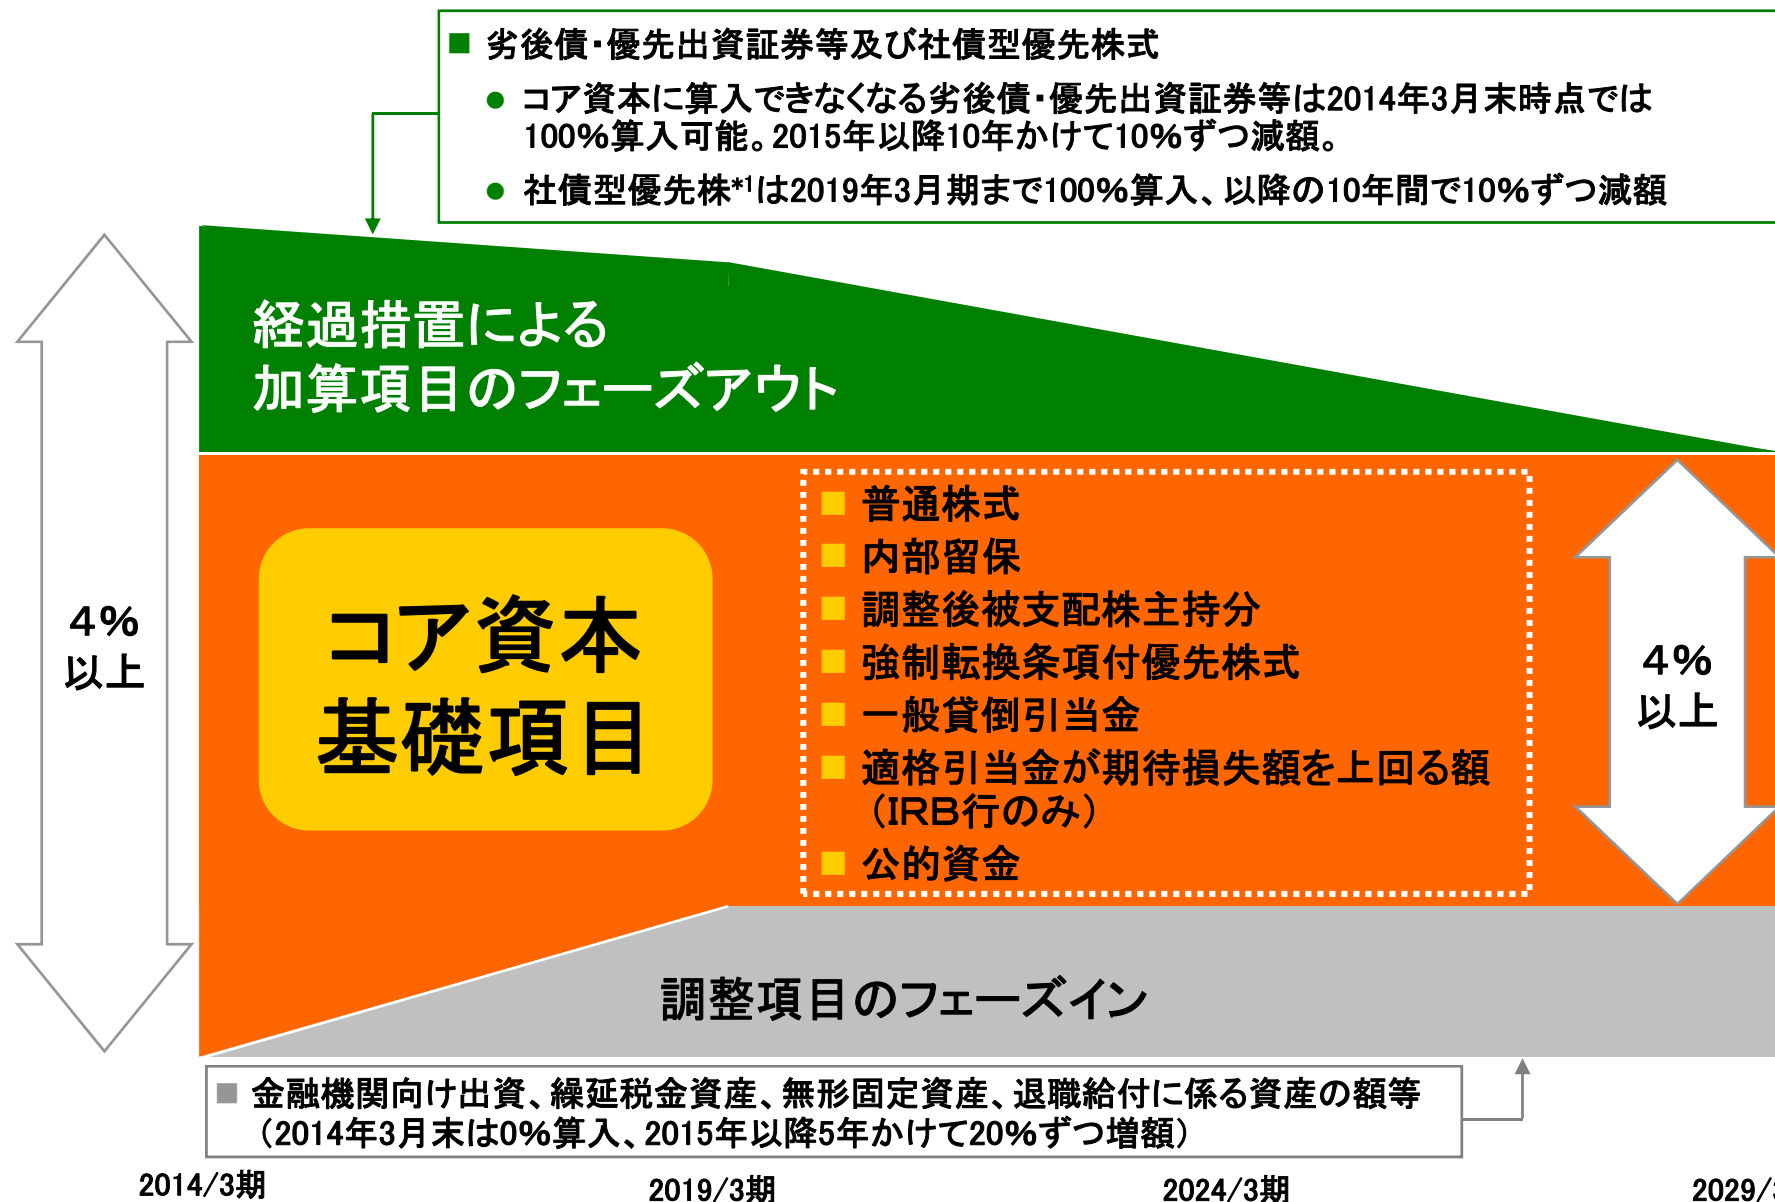 劣後債・優先出資証券等及び社債型優先株式
コア資本に算入できなくなる劣後債・優先出資証券等は2014年3月末時点では
100%算入可能。2015年以降10年かけて10%ずつ減額。
社債型優先株*1は2019年3月期まで100%算入、以降の10年間で10%ずつ減額
経過措置による
加算項目のフェーズアウト
4%
以上
コア資本
基礎項目
普通株式
内部留保
調整後被支配株主持分
強制転換条項付優先株式
一般貸倒引当金
適格引当金が期待損失額を上回る額
（IRB行のみ）
公的資金
4%
以上
調整項目のフェーズイン
金融機関向け出資、繰延税金資産、無形固定資産、退職給付に係る資産の額等
（2014年3月末は0%算入、2015年以降5年かけて20%ずつ増額）
2014/3期
2019/3期
2024/3期
2029/3